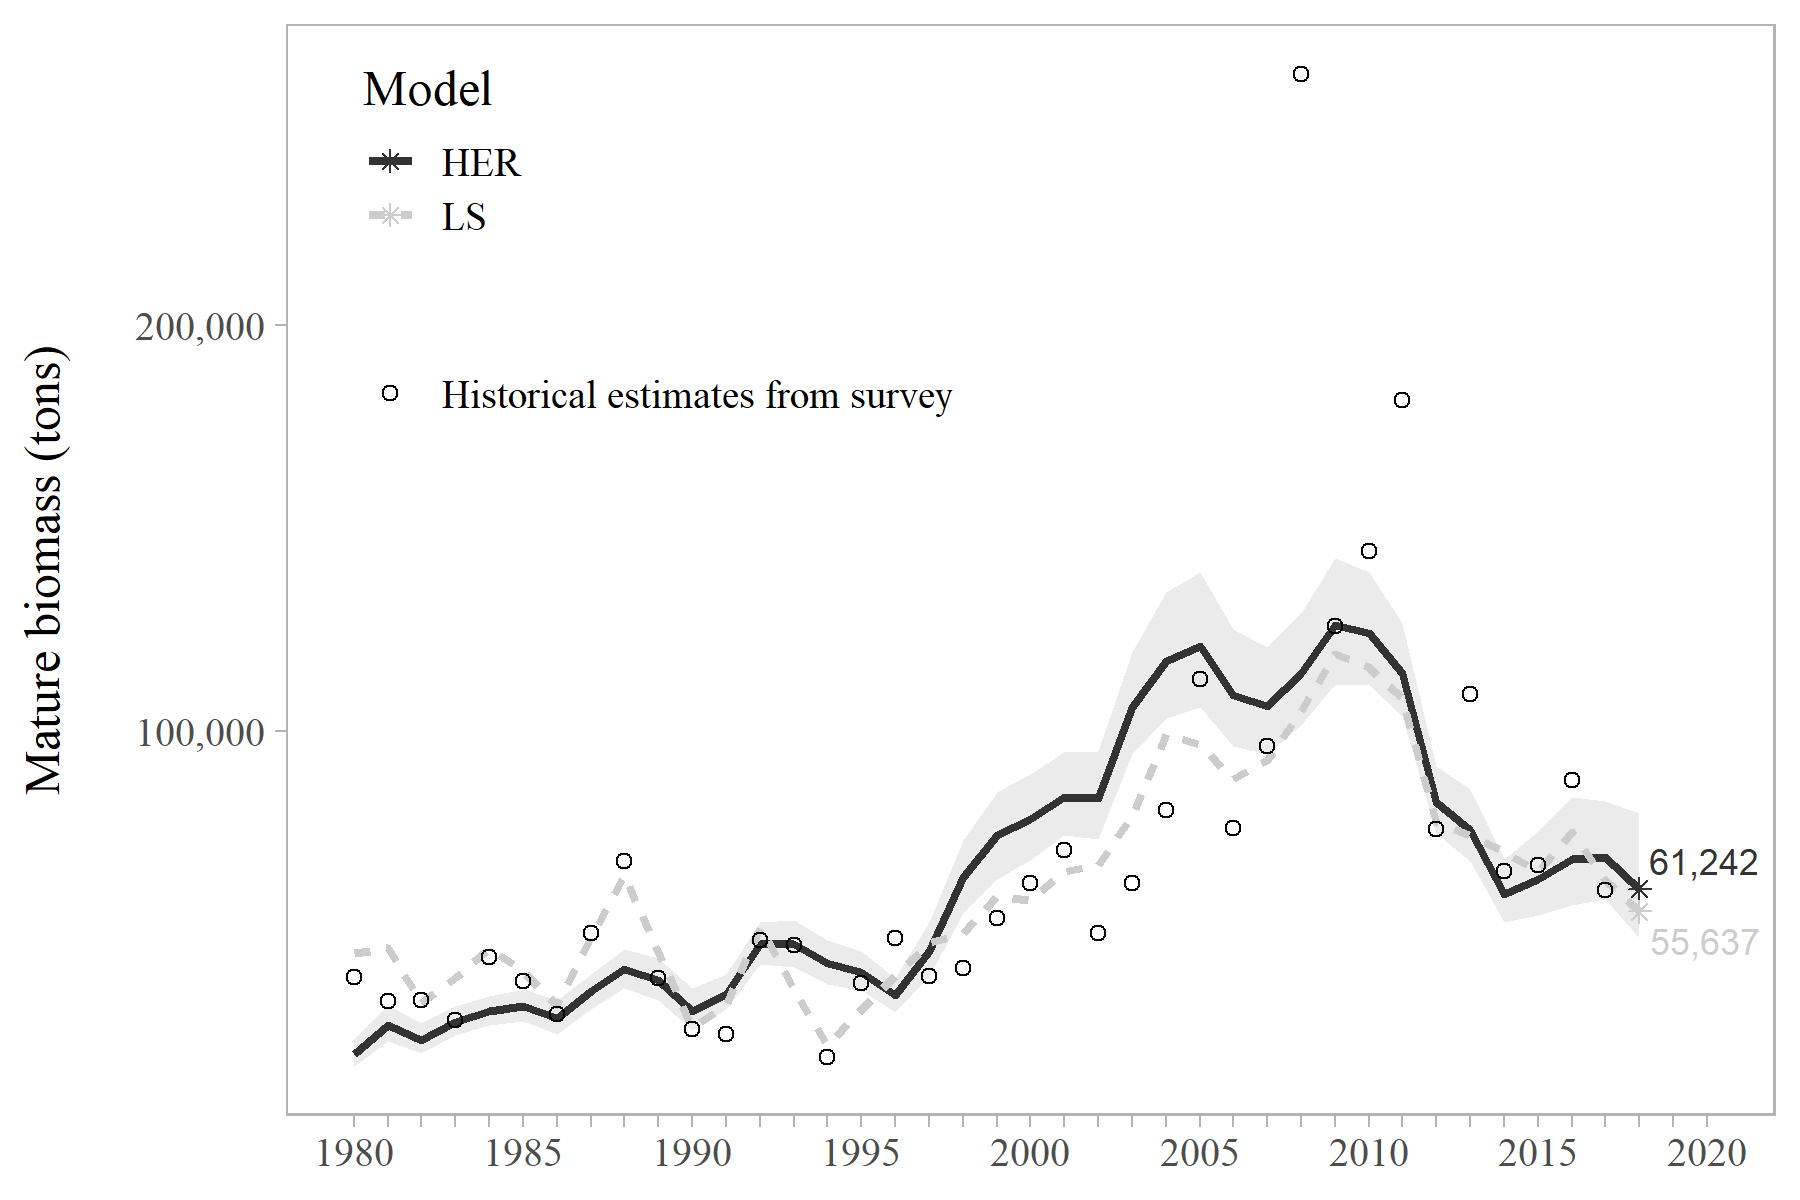 Model
HER
LS
Historical estimates from survey
Mature biomass (tons)
200,000
100,000
61,242
55,637
1980 1985 1990 1995 2000 2005 2010 2015 2020